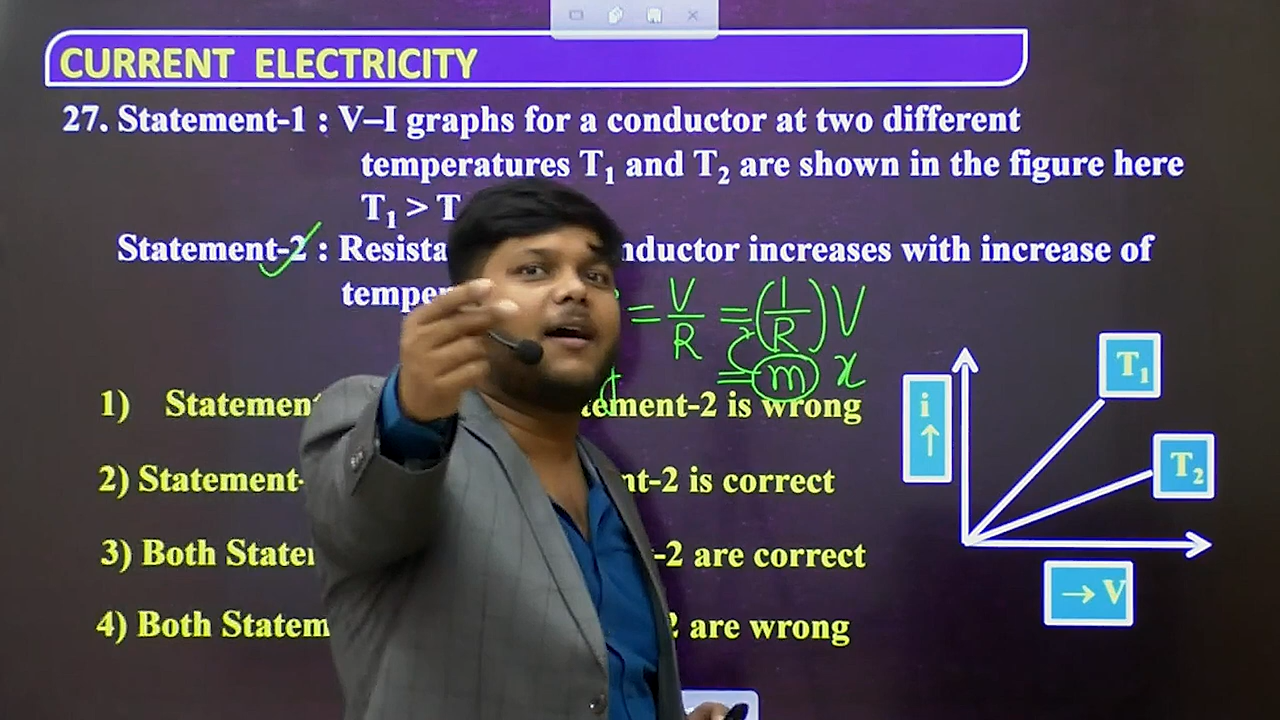 CURRENT ELECTRICITY
27. Statement-1 : V–I graphs for a conductor at two different
temperatures T₁ and T₂ are shown in the figure here
T₁ > T
Statement-2 : Resista nductor increases with increase of
temper
= V/R = (1/R) V
= m x
1) Statement tement-2 is wrong
2) Statement- nt-2 is correct
3) Both State -2 are correct
4) Both Statem 2 are wrong
i ↑
T₁
T₂
→ V